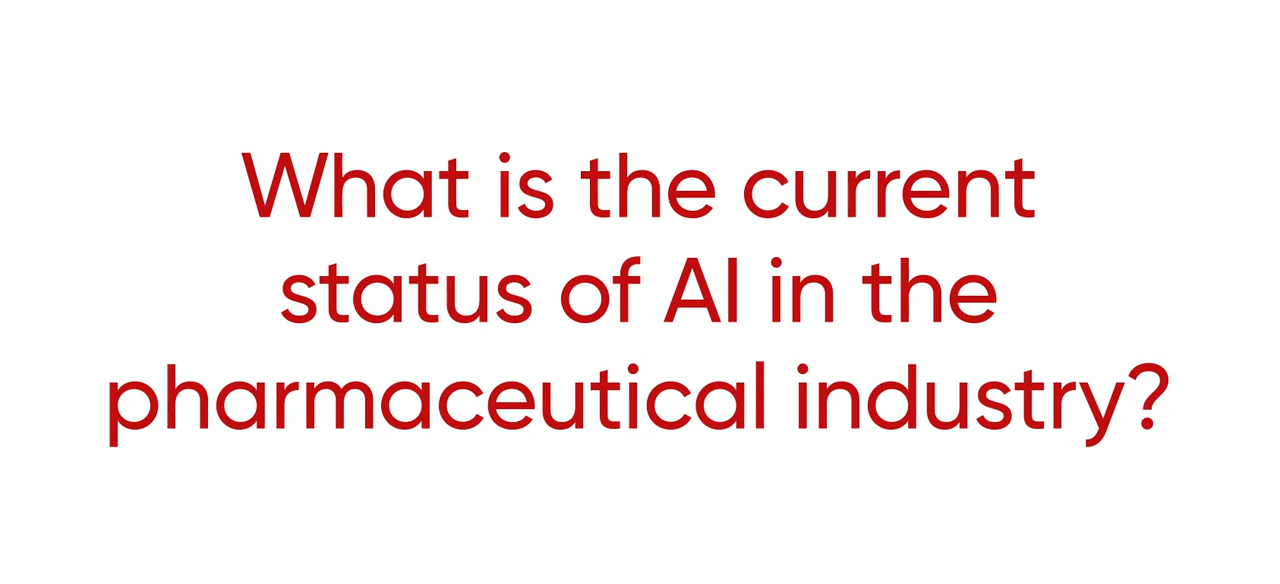 What is the current
status of AI in the
pharmaceutical industry?